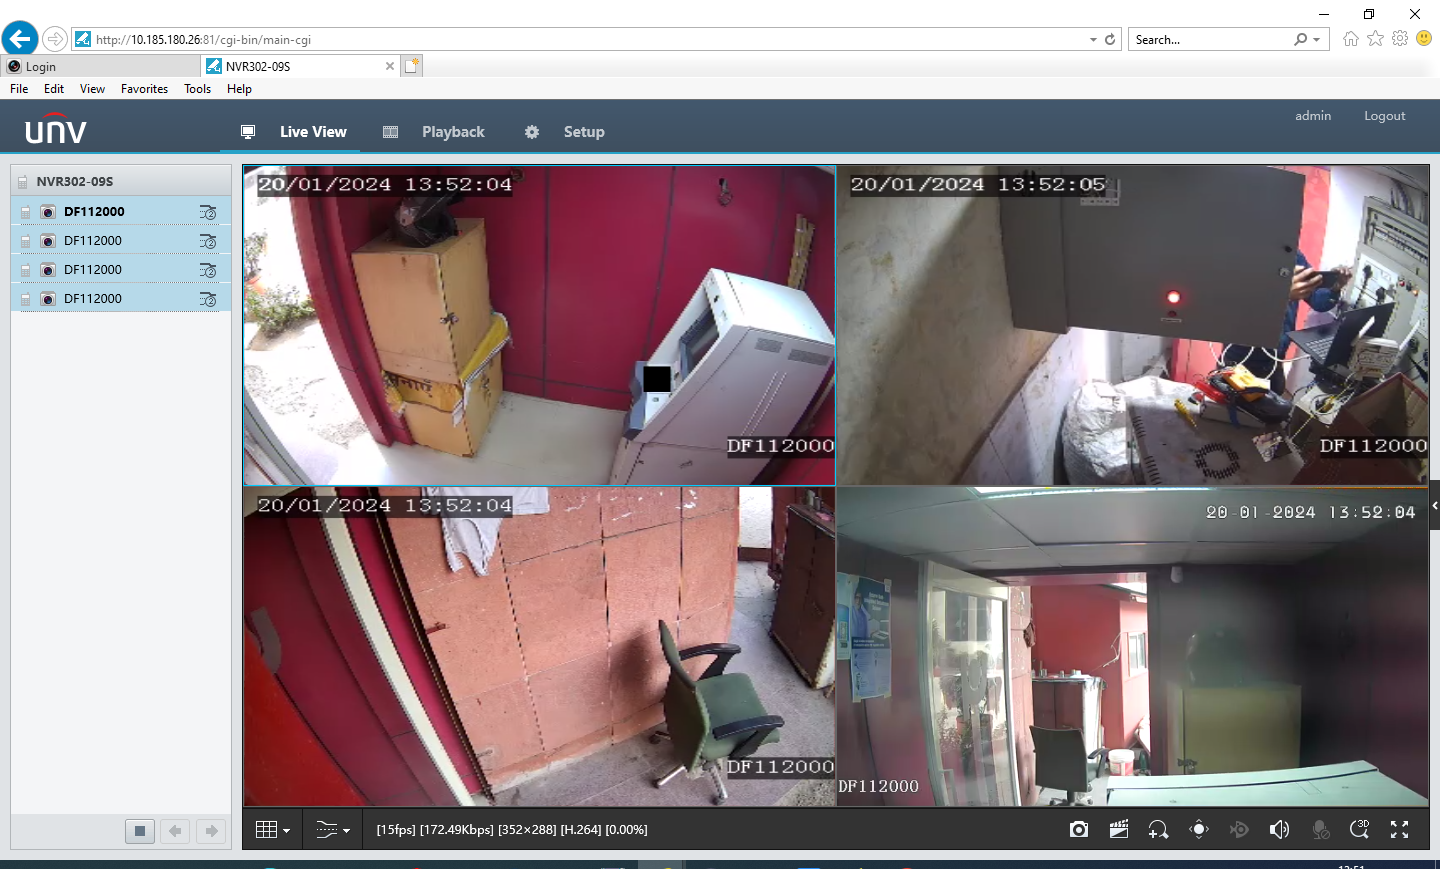 http://10.185.180.26:81/cgi-bin/main-cgi
Search...
Login
NVR302-09S
File Edit View Favorites Tools Help
unv
Live View
Playback
Setup
admin
Logout
NVR302-09S
DF112000
DF112000
DF112000
DF112000
20/01/2024 13:52:04
DF112000
20/01/2024 13:52:05
DF112000
20/01/2024 13:52:04
DF112000
20-01-2024 13:52:04
DF112000
[15fps] [172.49Kbps] [352×288] [H.264] [0.00%]
3D